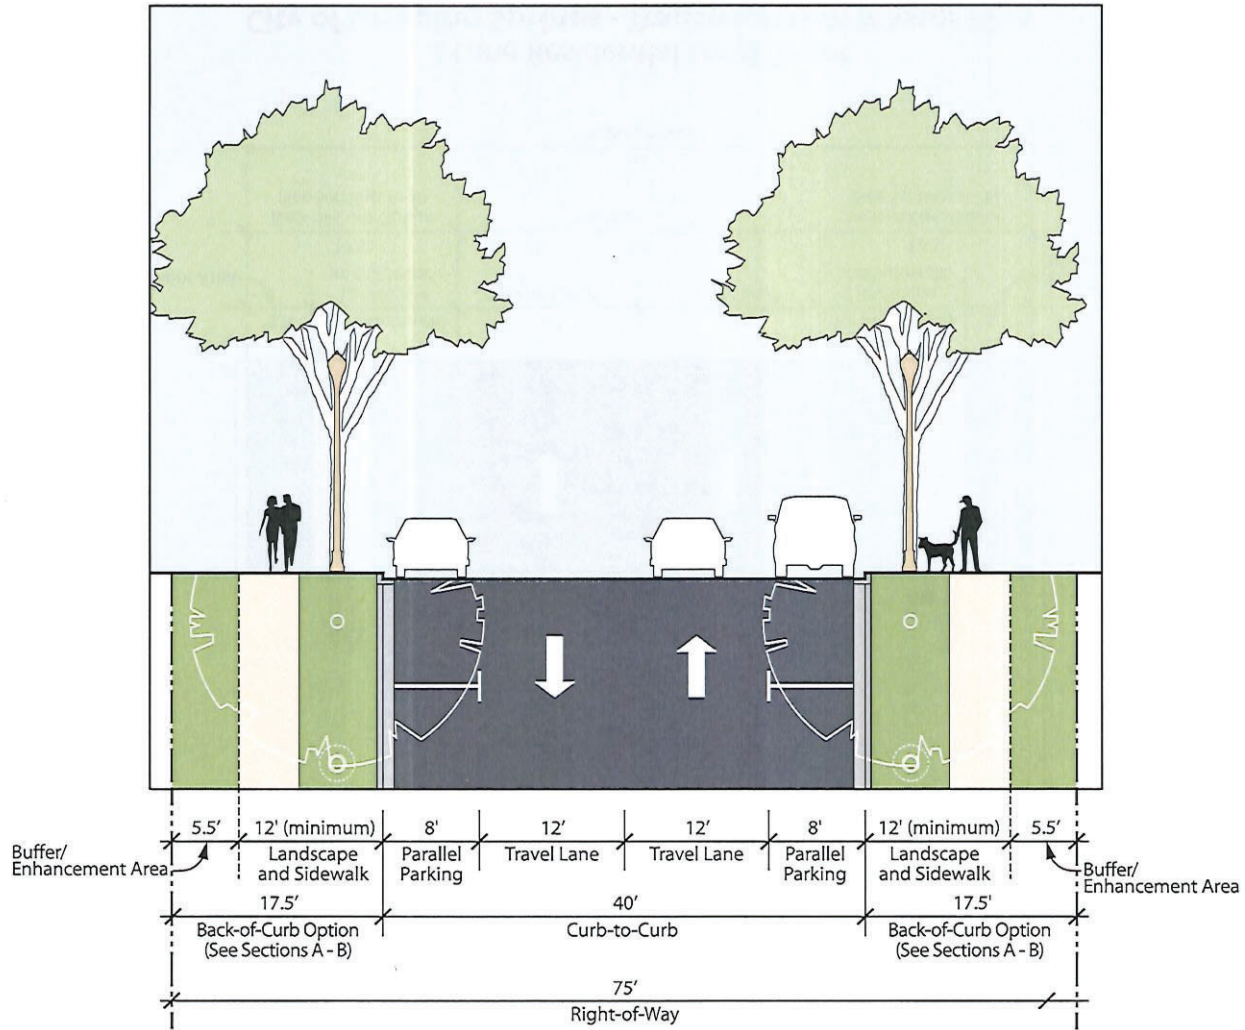 5.5' 12' (minimum) 8' 12' 12' 8' 12' (minimum) 5.5'
Buffer/
Enhancement Area
Landscape
and Sidewalk
Parallel
Parking
Travel Lane
Travel Lane
Parallel
Parking
Landscape
and Sidewalk
Buffer/
Enhancement Area
17.5' 40' 17.5'
Back-of-Curb Option
(See Sections A - B)
Curb-to-Curb
Back-of-Curb Option
(See Sections A - B)
75'
Right-of-Way